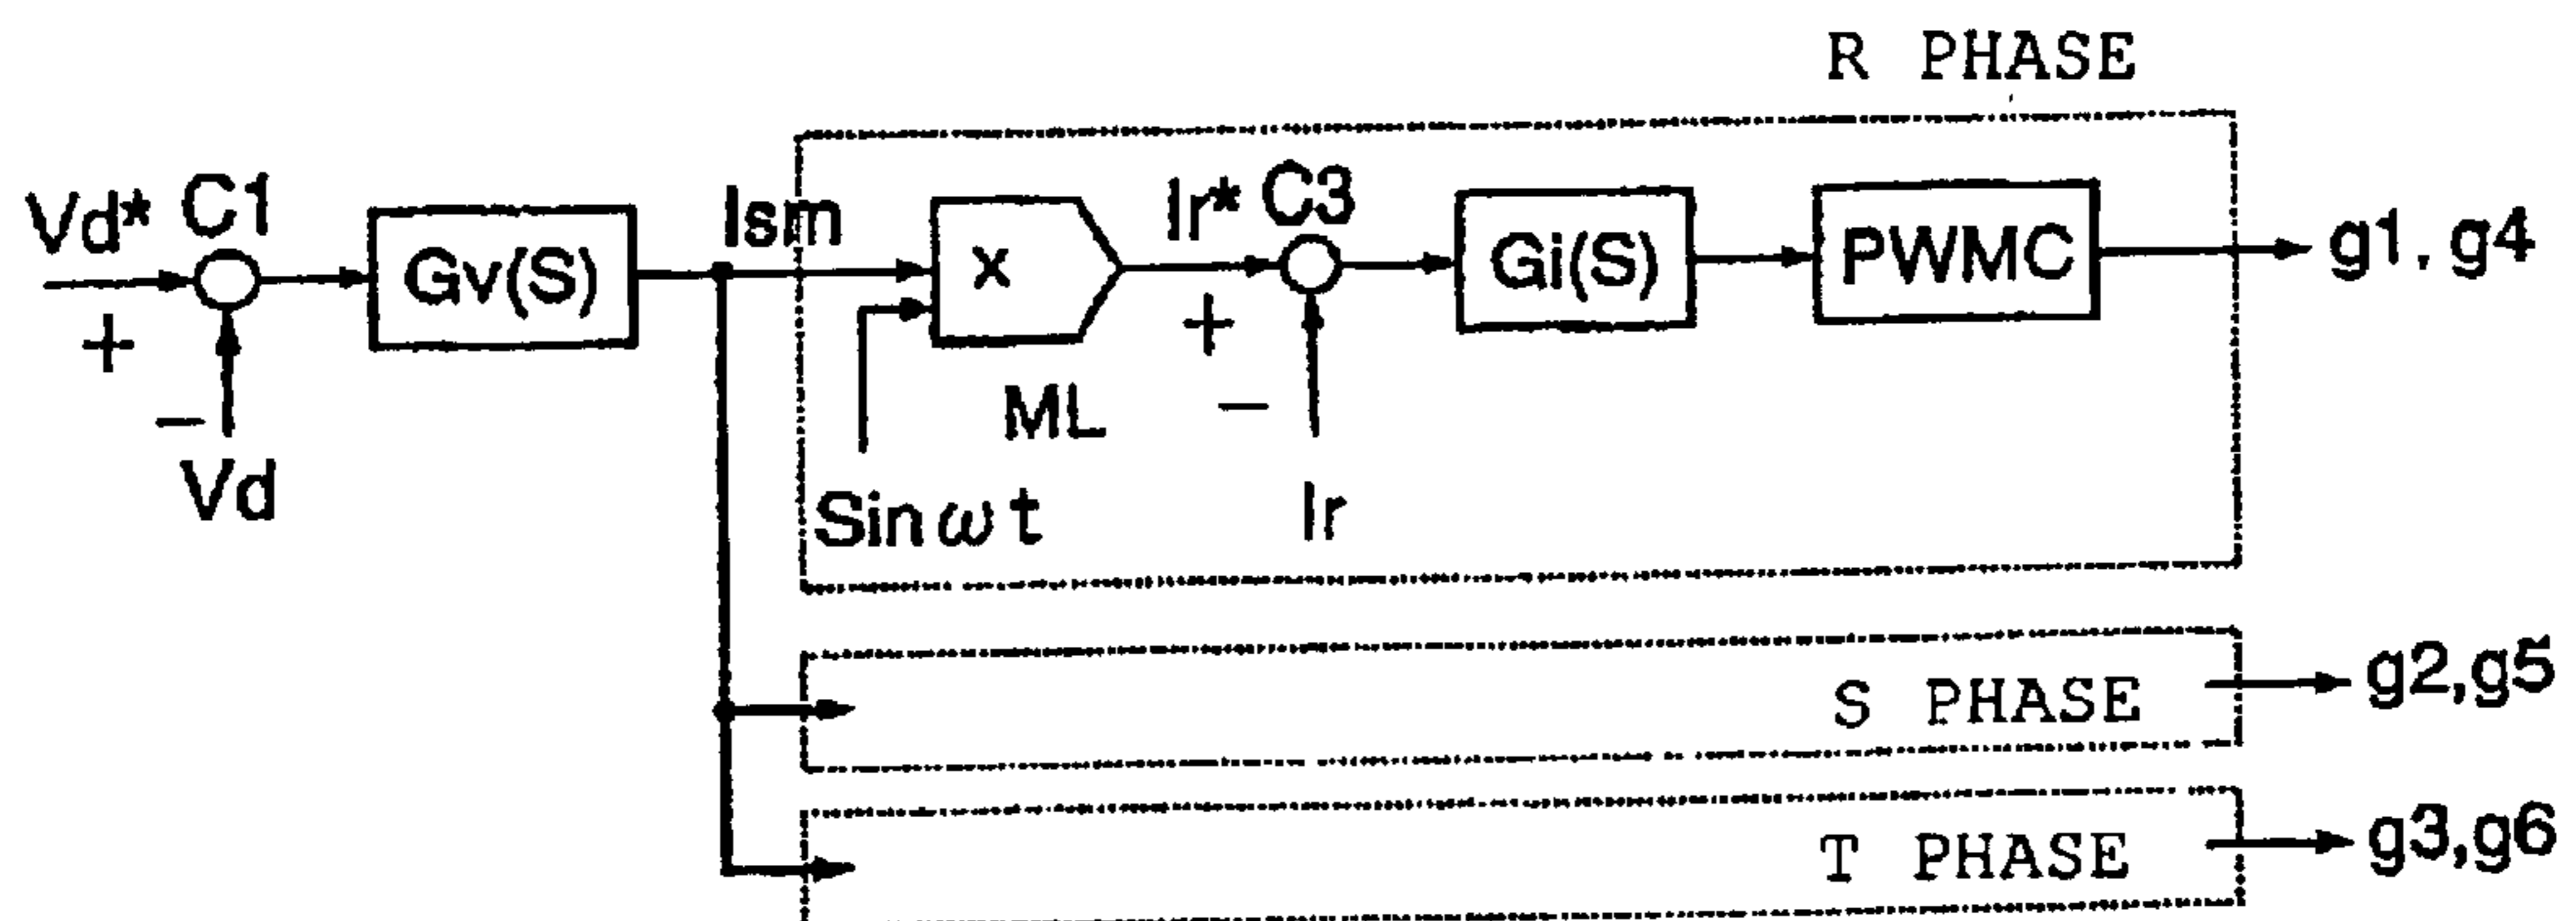 R PHASE
Vd* C1
Ism
Ir* C3
Gv(S)
x
Gi(S)
PWMC
g1, g4
+
−
Vd
ML
+
−
Sin ω t
Ir
S PHASE
g2,g5
T PHASE
g3,g6